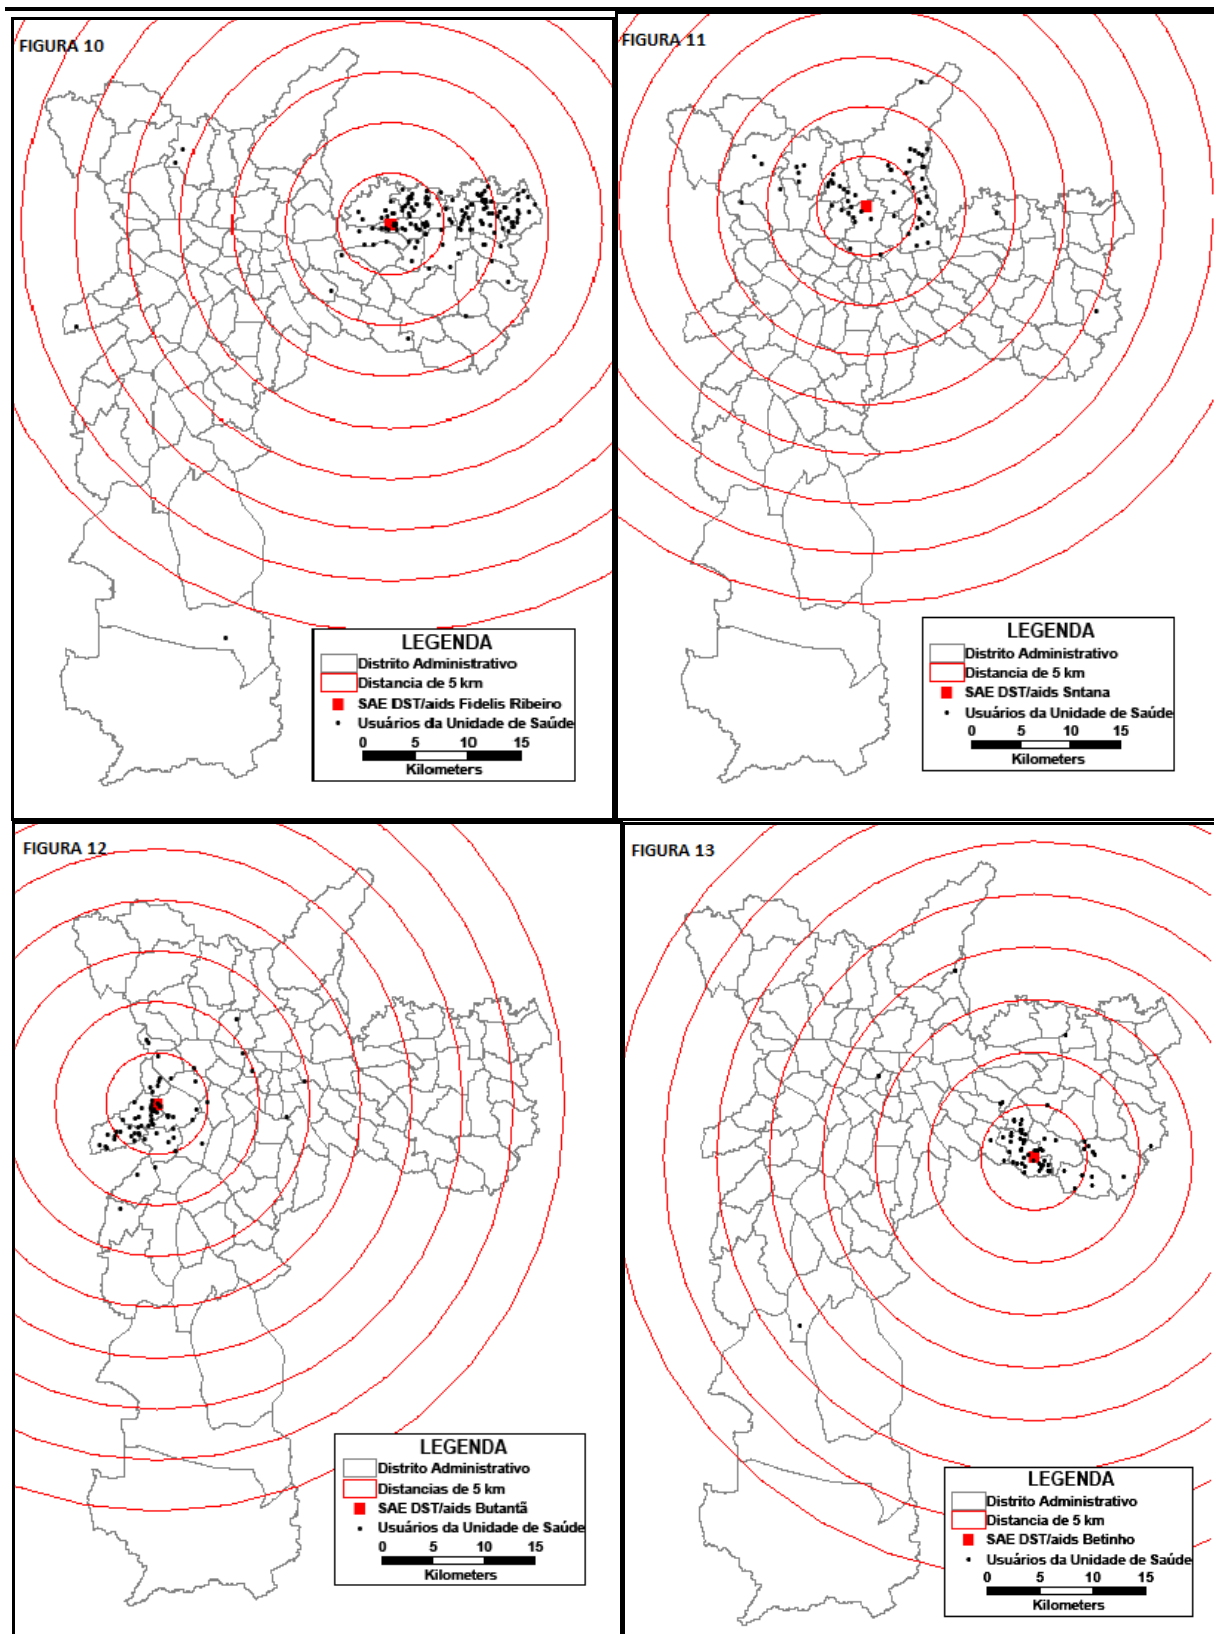 FIGURA 10
LEGENDA
Distrito Administrativo
Distancia de 5 km
SAE DST/aids Fidelis Ribeiro
Usuários da Unidade de Saúde
0 5 10 15
Kilometers
FIGURA 11
LEGENDA
Distrito Administrativo
Distancia de 5 km
SAE DST/aids Sntana
Usuários da Unidade de Saúde
0 5 10 15
Kilometers
FIGURA 12
LEGENDA
Distrito Administrativo
Distancias de 5 km
SAE DST/aids Butantã
Usuários da Unidade de Saúde
0 5 10 15
Kilometers
FIGURA 13
LEGENDA
Distrito Administrativo
Distancia de 5 km
SAE DST/aids Betinho
Usuários da Unidade de Saúde
0 5 10 15
Kilometers